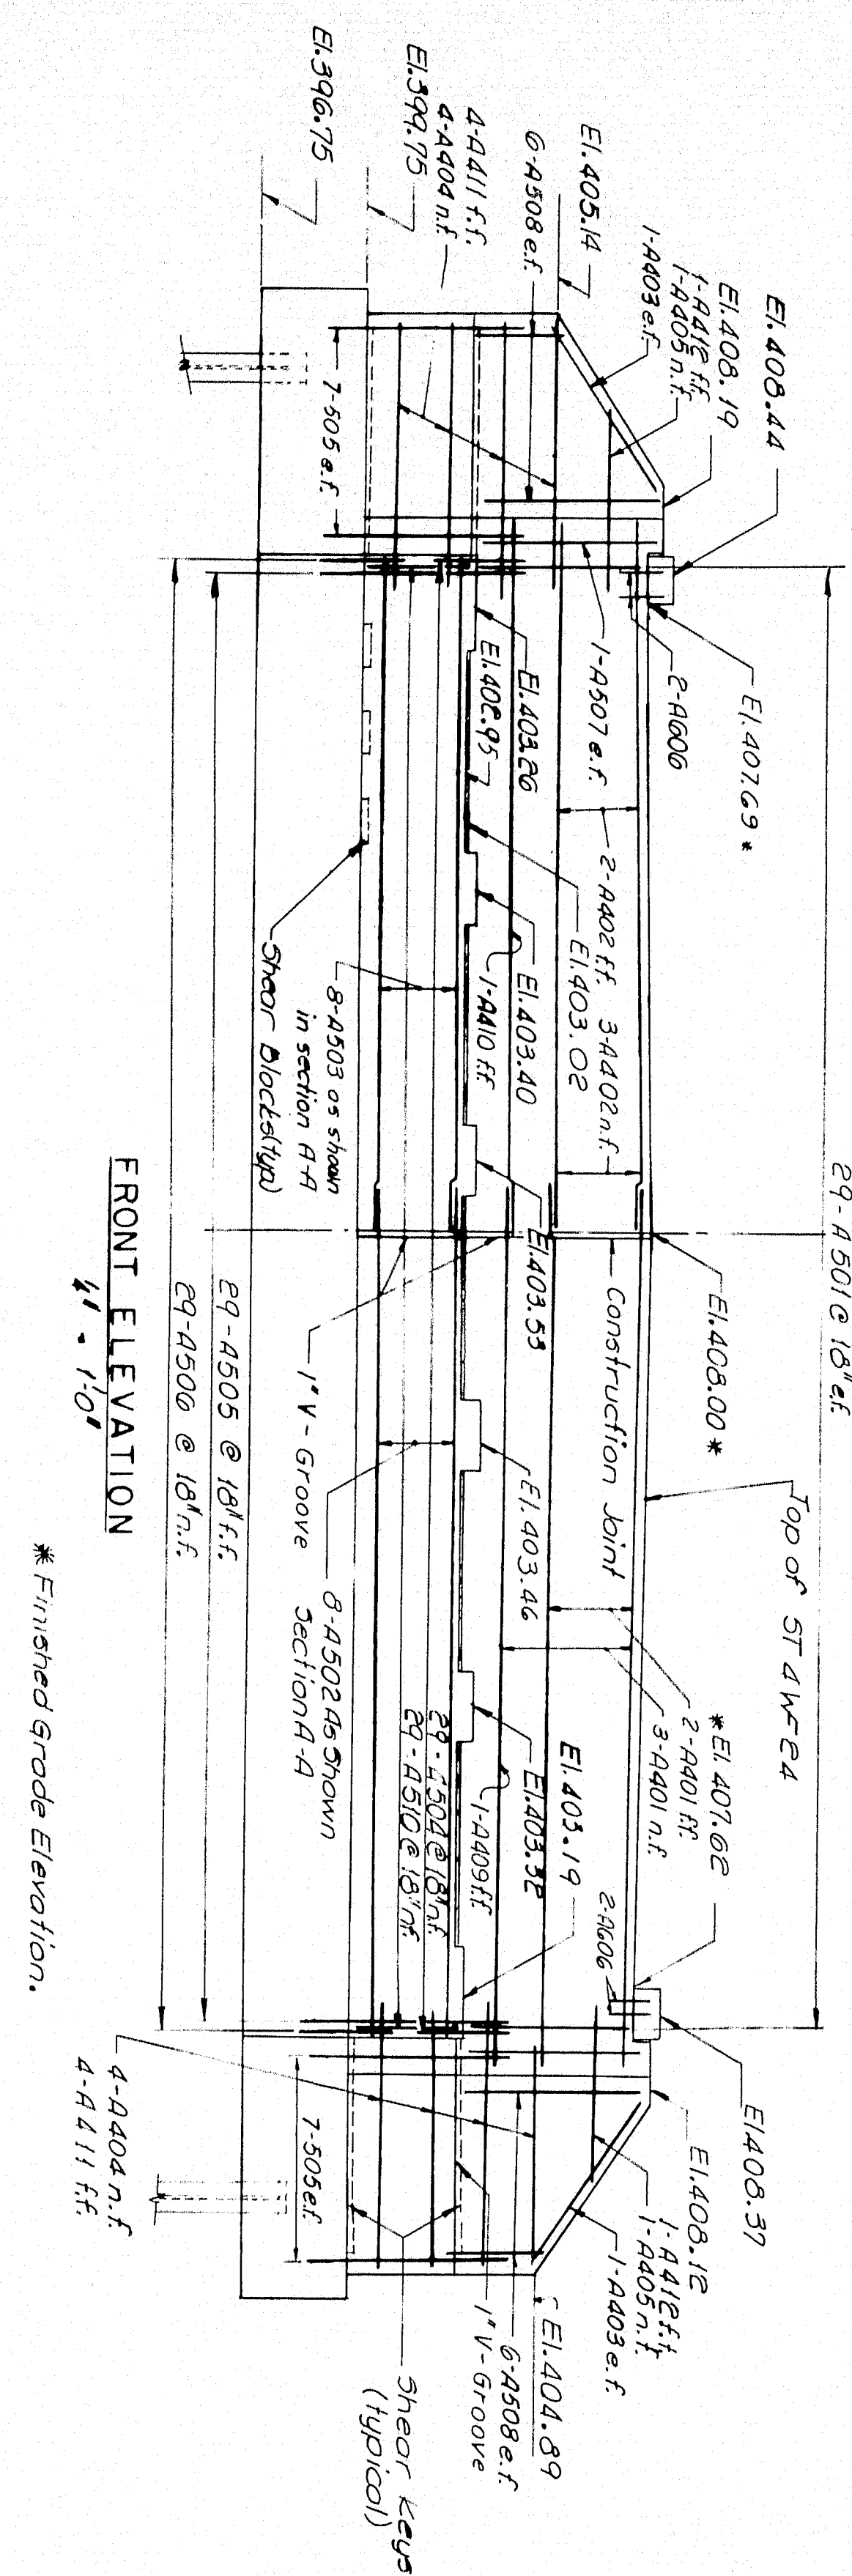 29-A501 @ 18" e.f.
El. 408.44
El. 408.19
1-A412 f.f.
1-A405 n.f.
1-A403 e.f.
El. 405.14
6-A508 e.f.
4-A411 f.f.
4-A404 n.f.
El. 399.75
El. 396.75
7-505 e.f.
El. 407.69 *
2-A606
1-A507 e.f.
2-A402 f.f. 3-A402 n.f.
El. 403.26
El. 402.95
El. 403.02
El. 403.40
1-A410 f.f.
8-A503 as shown
in section A-A
Shear Blocks (typ.)
El. 403.53
Construction Joint
El. 408.00 *
1" V-Groove
Top of ST 4WF24
El. 403.46
2-A401 f.f.
3-A401 n.f.
* El. 407.62
8-A502 As Shown
Section A-A
El. 403.32
1-A409 f.f.
El. 403.19
29-A504 @ 18" n.f.
29-A510 @ 18" n.f.
2-A606
El. 408.37
El. 408.12
1-A412 f.f.
1-A405 n.f.
1-A403 e.f.
El. 404.89
6-A508 e.f.
1" V-Groove
Shear Keys
(typical)
7-505 e.f.
4-A404 n.f.
4-A411 f.f.
29-A505 @ 18" f.f.
29-A506 @ 18" n.f.
FRONT ELEVATION
1'-0"
* Finished Grade Elevation.